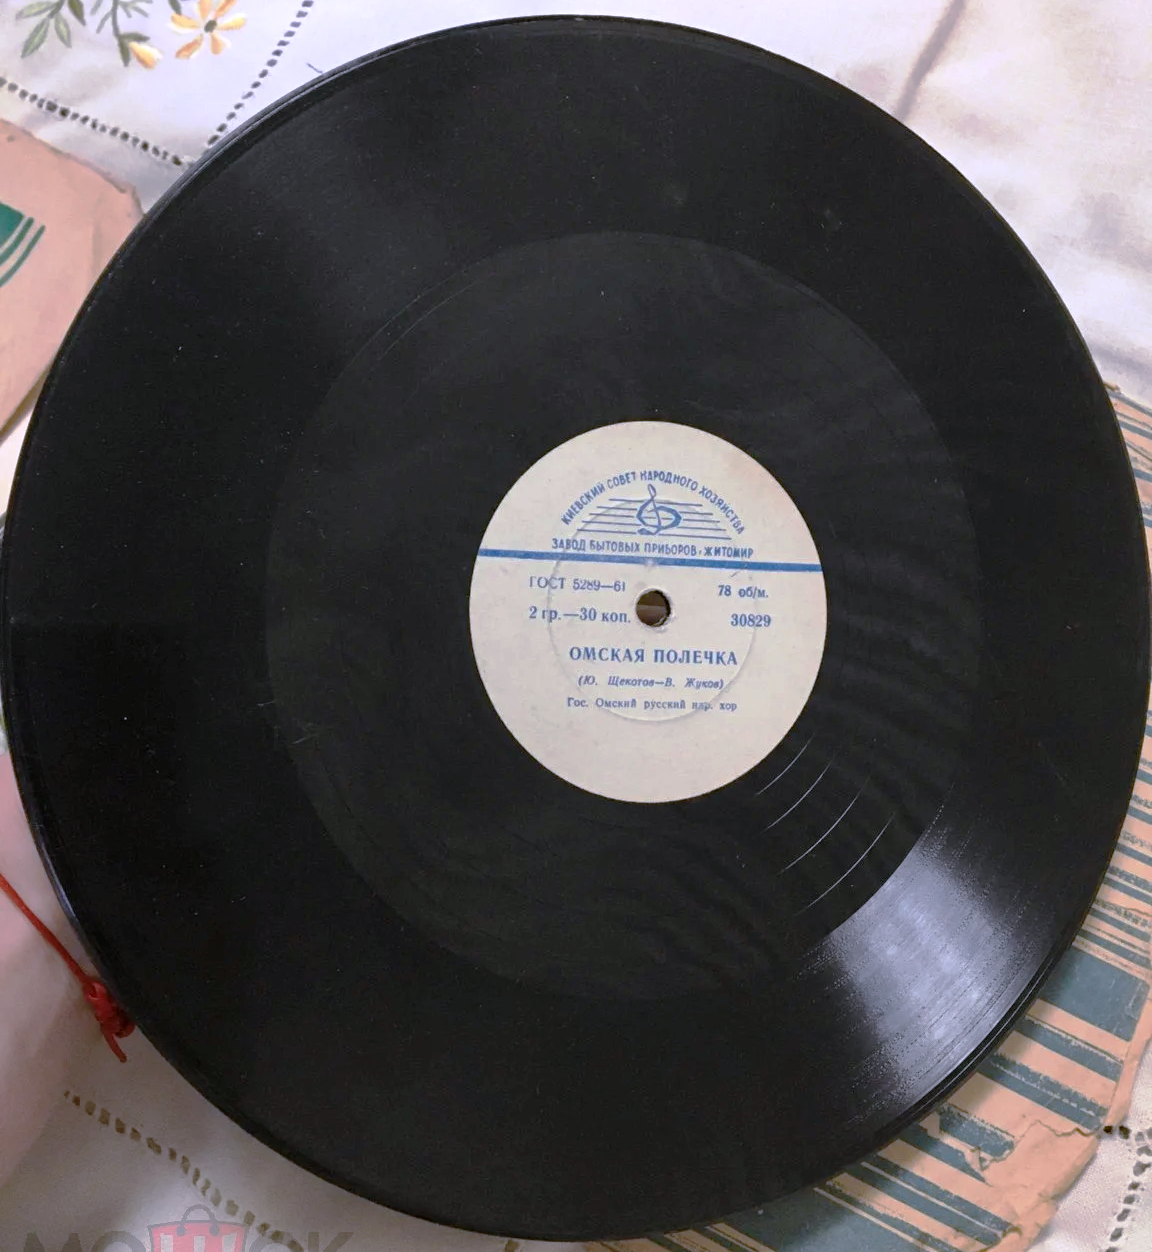 КИЕВСКИЙ СОВЕТ НАРОДНОГО ХОЗЯЙСТВА
ЗАВОД БЫТОВЫХ ПРИБОРОВ, ЖИТОМИР
ГОСТ 5289—61 78 об/м.
2 гр.—30 коп. 30829
ОМСКАЯ ПОЛЕЧКА
(Ю. Щекотов—В. Жуков)
Гос. Омский русский нар. хор
МОШОК